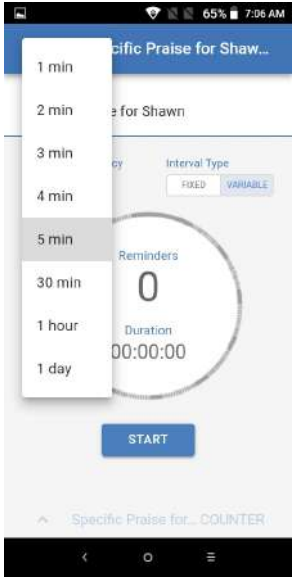 65% 7:06 AM
cific Praise for Shaw...
1 min
2 min
e for Shawn
3 min
cy
Interval Type
4 min
FIXED VARIABLE
5 min
Reminders
0
30 min
1 hour
Duration
00:00:00
1 day
START
Specific Praise for... COUNTER